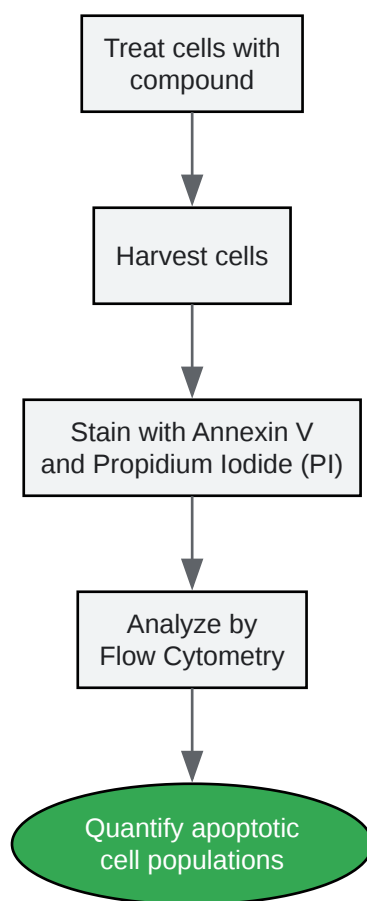 Treat cells with
compound
Harvest cells
Stain with Annexin V
and Propidium Iodide (PI)
Analyze by
Flow Cytometry
Quantify apoptotic
cell populations